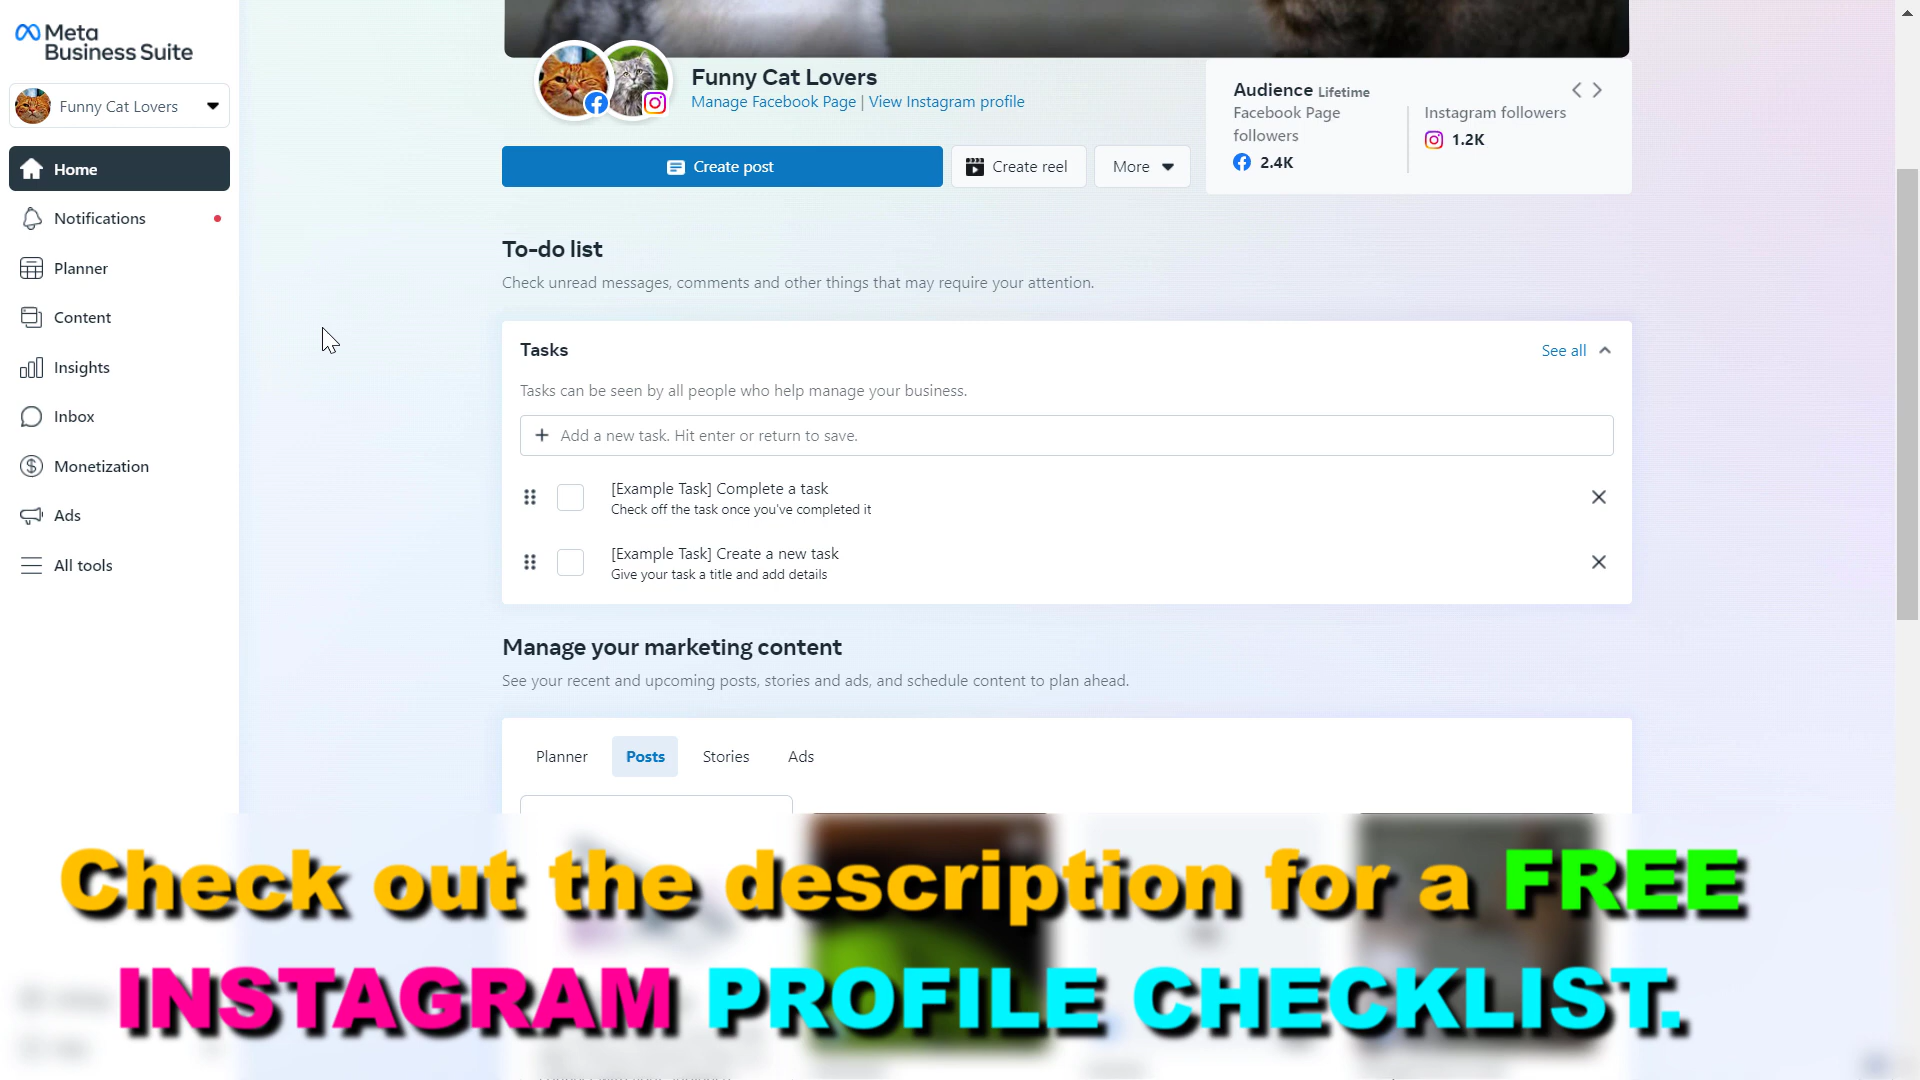 Meta
Business Suite
Funny Cat Lovers
Home
Notifications
Planner
Content
Insights
Inbox
Monetization
Ads
All tools
Funny Cat Lovers
Manage Facebook Page | View Instagram profile
Create post
Create reel
More
Audience Lifetime
Facebook Page
followers
2.4K
Instagram followers
1.2K
To-do list
Check unread messages, comments and other things that may require your attention.
Tasks
See all
Tasks can be seen by all people who help manage your business.
Add a new task. Hit enter or return to save.
[Example Task] Complete a task
Check off the task once you've completed it
[Example Task] Create a new task
Give your task a title and add details
Manage your marketing content
See your recent and upcoming posts, stories and ads, and schedule content to plan ahead.
Planner
Posts
Stories
Ads
Check out the description for a FREE
INSTAGRAM PROFILE CHECKLIST.